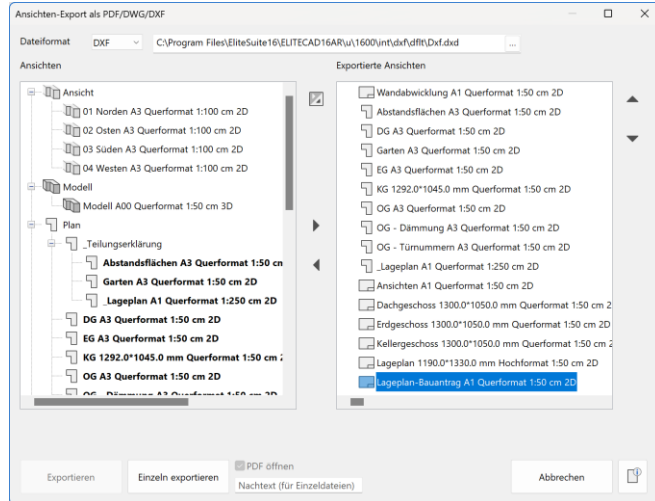 Ansichten-Export als PDF/DWG/DXF
Dateiformat DXF C:\Program Files\EliteSuite16\ELITECAD16AR\u\1600\int\dxf\dflt\Dxf.dxd ...
Ansichten
Ansicht
01 Norden A3 Querformat 1:100 cm 2D
02 Osten A3 Querformat 1:100 cm 2D
03 Süden A3 Querformat 1:100 cm 2D
04 Westen A3 Querformat 1:100 cm 2D
Modell
Modell A00 Querformat 1:50 cm 3D
Plan
_Teilungserklärung
Abstandsflächen A3 Querformat 1:50 cm
Garten A3 Querformat 1:50 cm 2D
_Lageplan A1 Querformat 1:250 cm 2D
DG A3 Querformat 1:50 cm 2D
EG A3 Querformat 1:50 cm 2D
KG 1292.0*1045.0 mm Querformat 1:50 cm 2
OG A3 Querformat 1:50 cm 2D
OG - Dämmung A3 Querformat 1:50 cm 2D
Exportierte Ansichten
Wandabwicklung A1 Querformat 1:50 cm 2D
Abstandsflächen A3 Querformat 1:50 cm 2D
DG A3 Querformat 1:50 cm 2D
Garten A3 Querformat 1:50 cm 2D
EG A3 Querformat 1:50 cm 2D
KG 1292.0*1045.0 mm Querformat 1:50 cm 2D
OG A3 Querformat 1:50 cm 2D
OG - Dämmung A3 Querformat 1:50 cm 2D
OG - Türnummern A3 Querformat 1:50 cm 2D
_Lageplan A1 Querformat 1:250 cm 2D
Ansichten A1 Querformat 1:50 cm 2D
Dachgeschoss 1300.0*1050.0 mm Querformat 1:50 cm 2
Erdgeschoss 1300.0*1050.0 mm Querformat 1:50 cm 2D
Kellergeschoss 1300.0*1050.0 mm Querformat 1:50 cm 2
Lageplan 1190.0*1330.0 mm Hochformat 1:50 cm 2D
Lageplan-Bauantrag A1 Querformat 1:50 cm 2D
Exportieren
Einzeln exportieren
PDF öffnen
Nachtext (für Einzeldateien)
Abbrechen